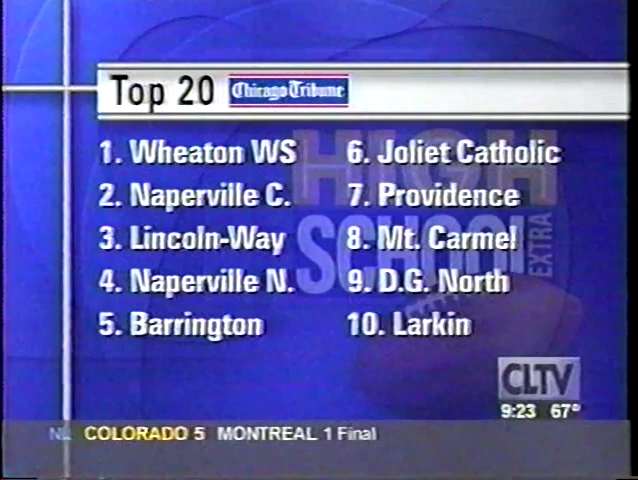 Top 20 Chicago Tribune
1. Wheaton WS
2. Naperville C.
3. Lincoln-Way
4. Naperville N.
5. Barrington
6. Joliet Catholic
7. Providence
8. Mt. Carmel
9. D.G. North
10. Larkin
HIGH
SCHOOL
EXTRA
CLTV
9:23 67°
NL COLORADO 5 MONTREAL 1 Final